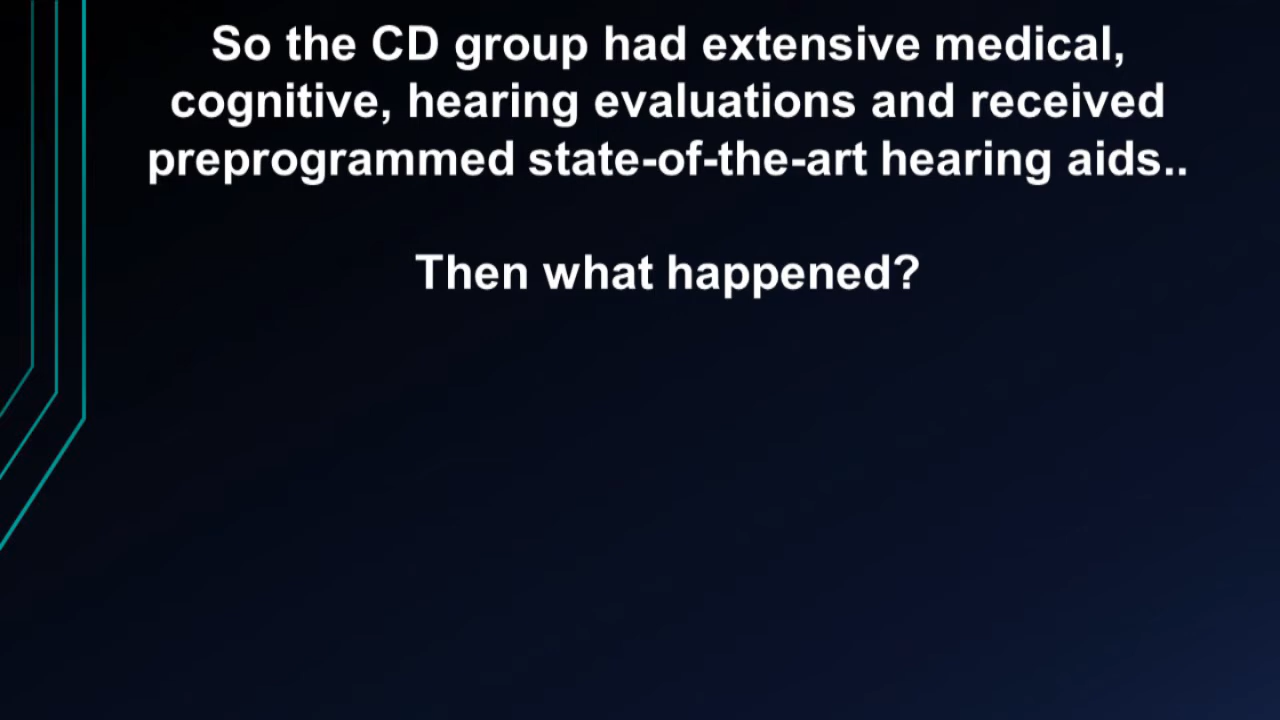 So the CD group had extensive medical,
cognitive, hearing evaluations and received
preprogrammed state-of-the-art hearing aids..
Then what happened?